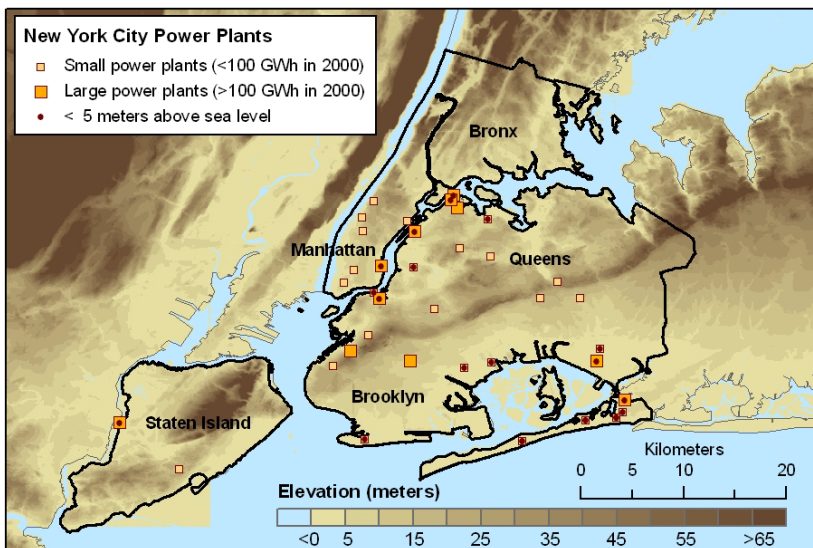 New York City Power Plants
Small power plants (<100 GWh in 2000)
Large power plants (>100 GWh in 2000)
< 5 meters above sea level
Bronx
Manhattan
Queens
Brooklyn
Staten Island
Kilometers
0 5 10 20
Elevation (meters)
<0 5 15 25 35 45 55 >65